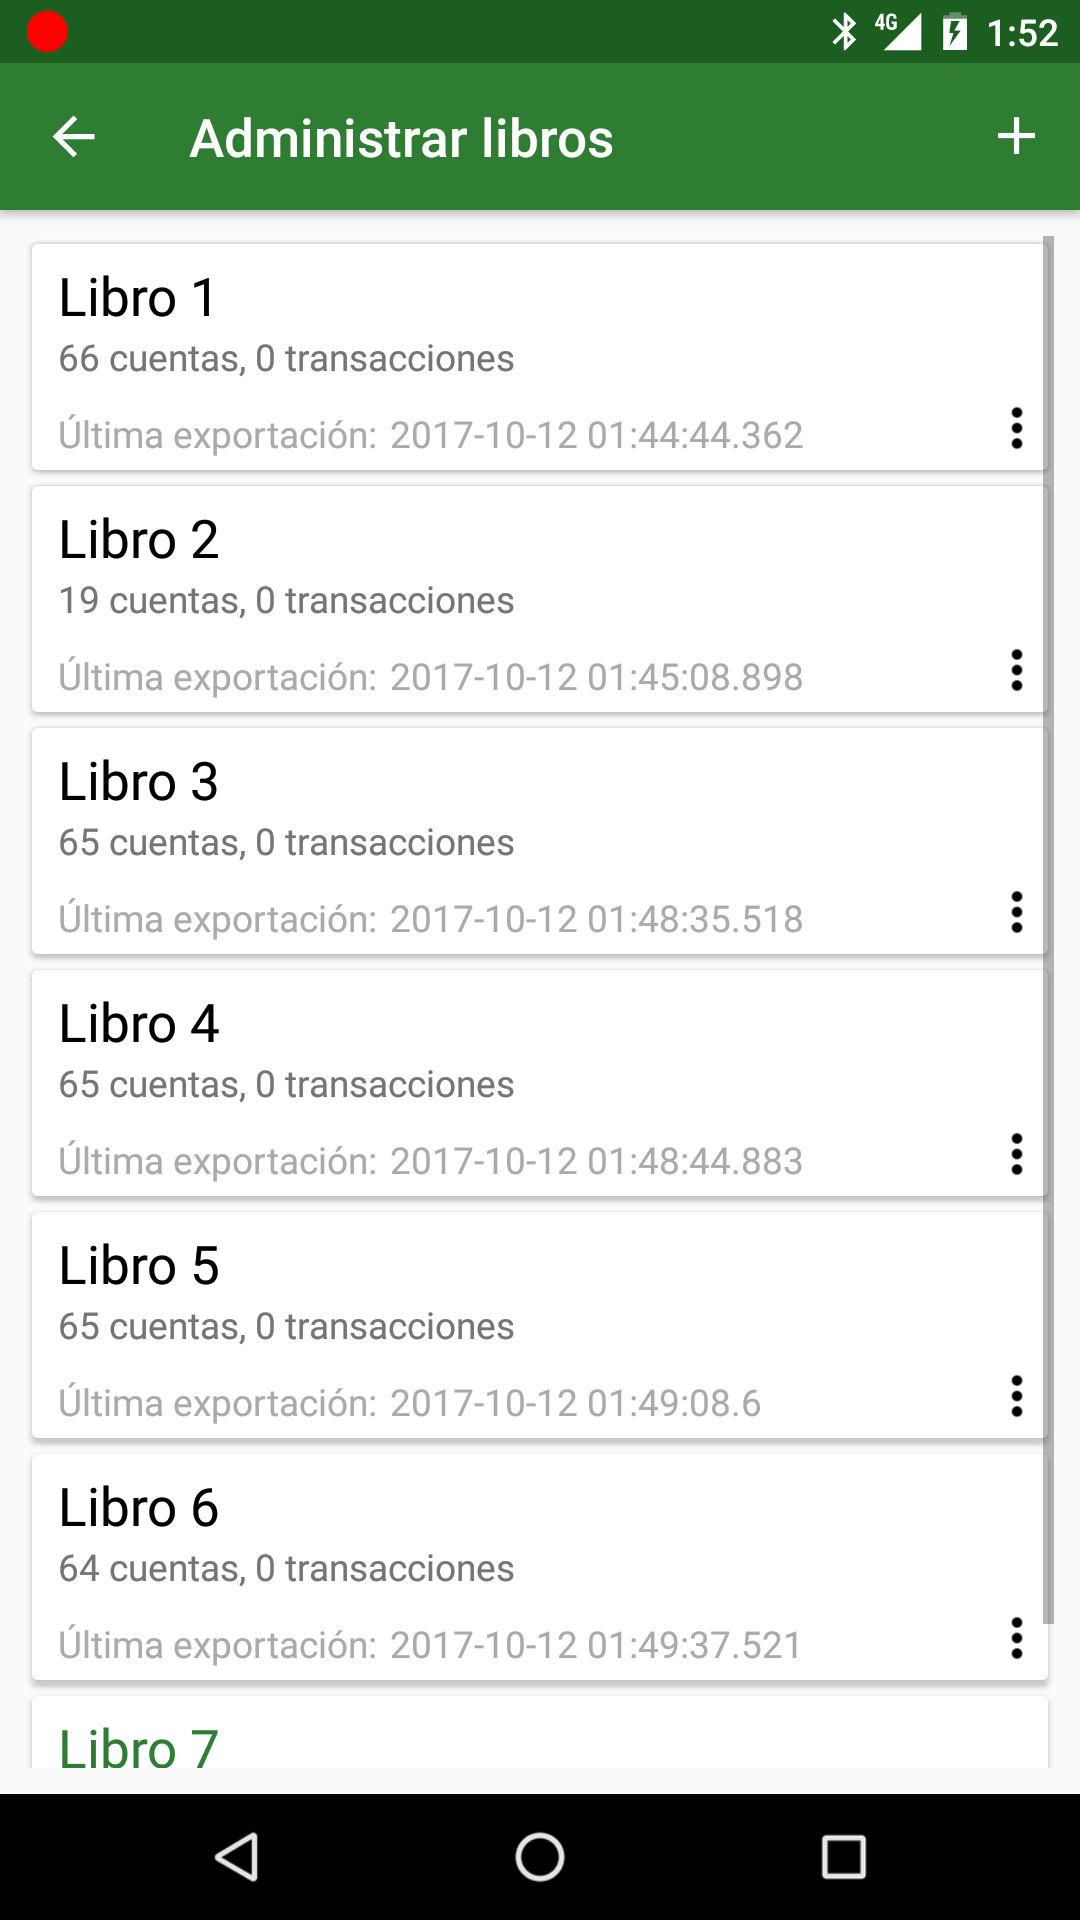 4G 1:52
Administrar libros
Libro 1
66 cuentas, 0 transacciones
Última exportación: 2017-10-12 01:44:44.362
Libro 2
19 cuentas, 0 transacciones
Última exportación: 2017-10-12 01:45:08.898
Libro 3
65 cuentas, 0 transacciones
Última exportación: 2017-10-12 01:48:35.518
Libro 4
65 cuentas, 0 transacciones
Última exportación: 2017-10-12 01:48:44.883
Libro 5
65 cuentas, 0 transacciones
Última exportación: 2017-10-12 01:49:08.6
Libro 6
64 cuentas, 0 transacciones
Última exportación: 2017-10-12 01:49:37.521
Libro 7